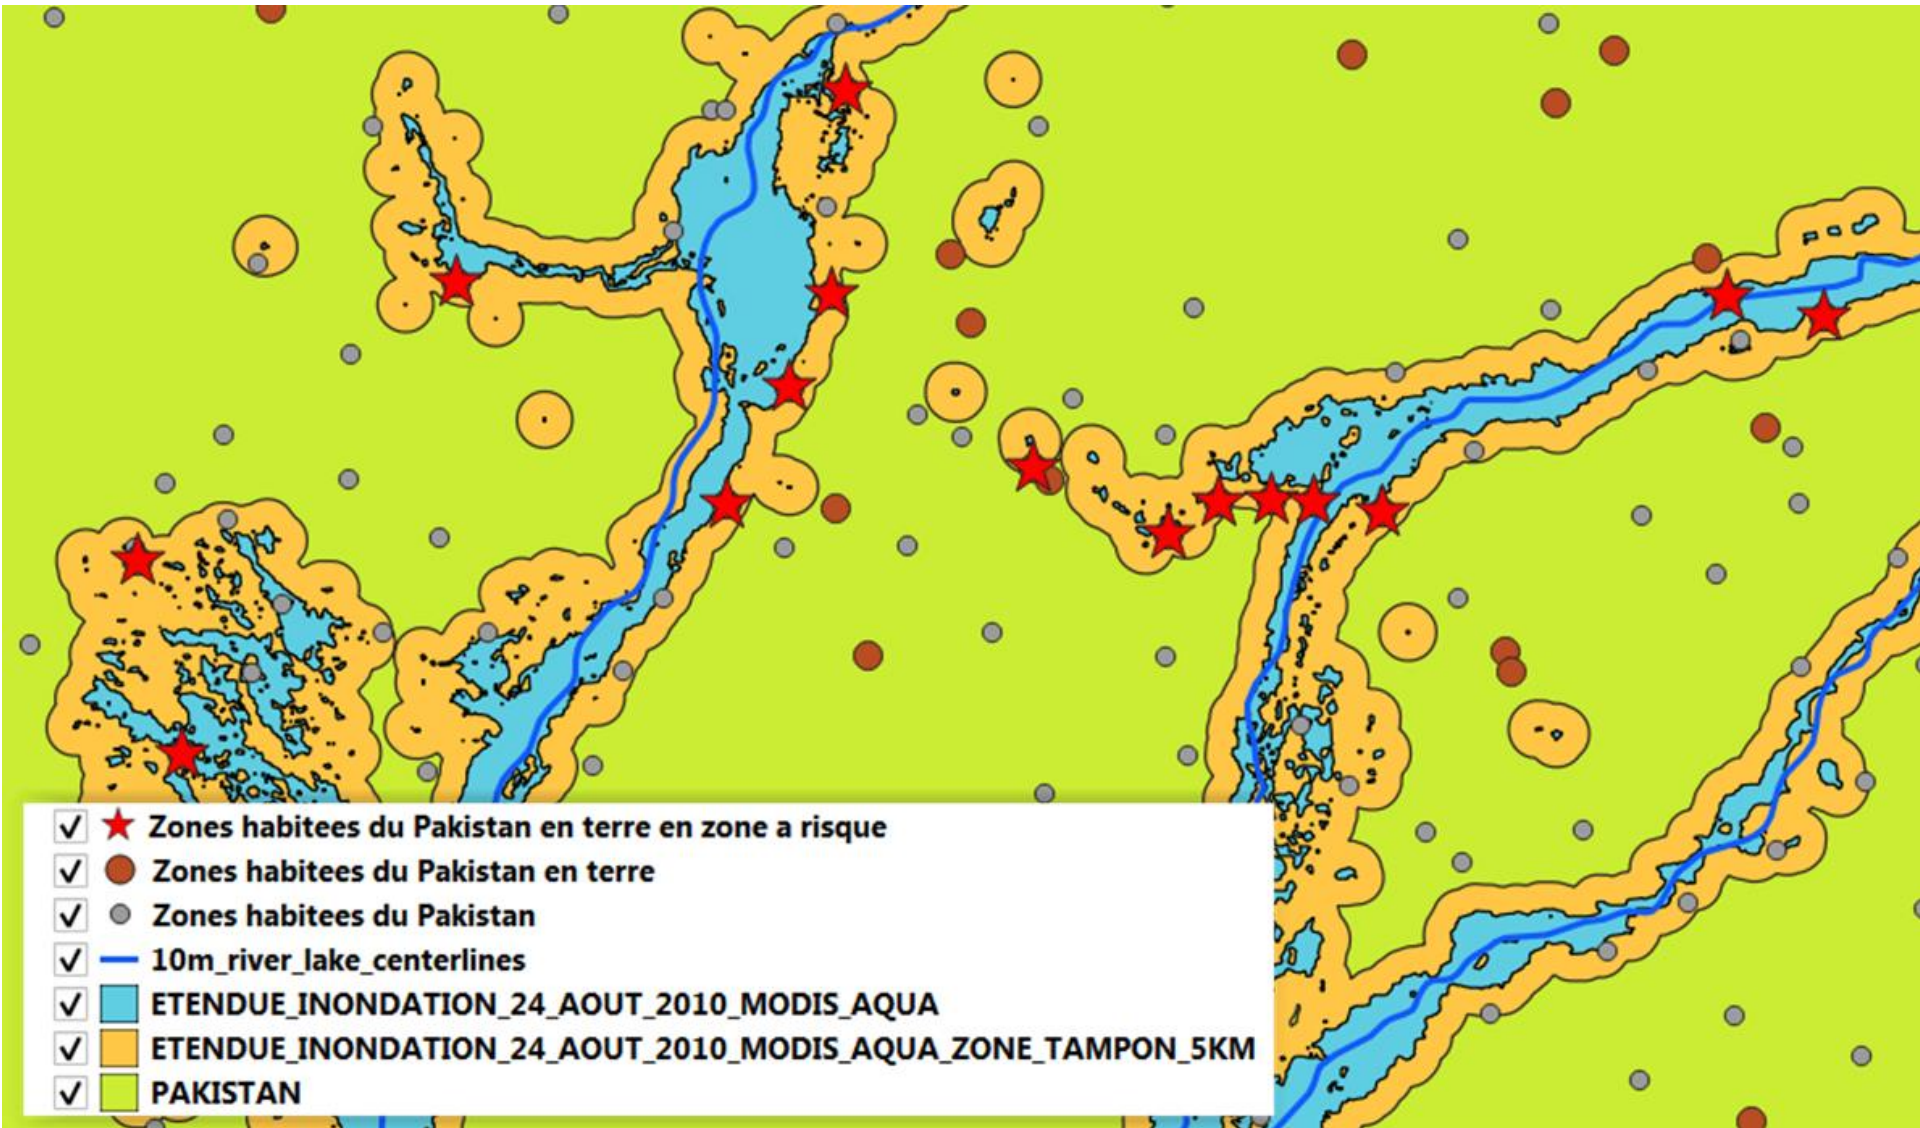 Zones habitees du Pakistan en terre en zone a risque
Zones habitees du Pakistan en terre
Zones habitees du Pakistan
10m_river_lake_centerlines
ETENDUE_INONDATION_24_AOUT_2010_MODIS_AQUA
ETENDUE_INONDATION_24_AOUT_2010_MODIS_AQUA_ZONE_TAMPON_5KM
PAKISTAN